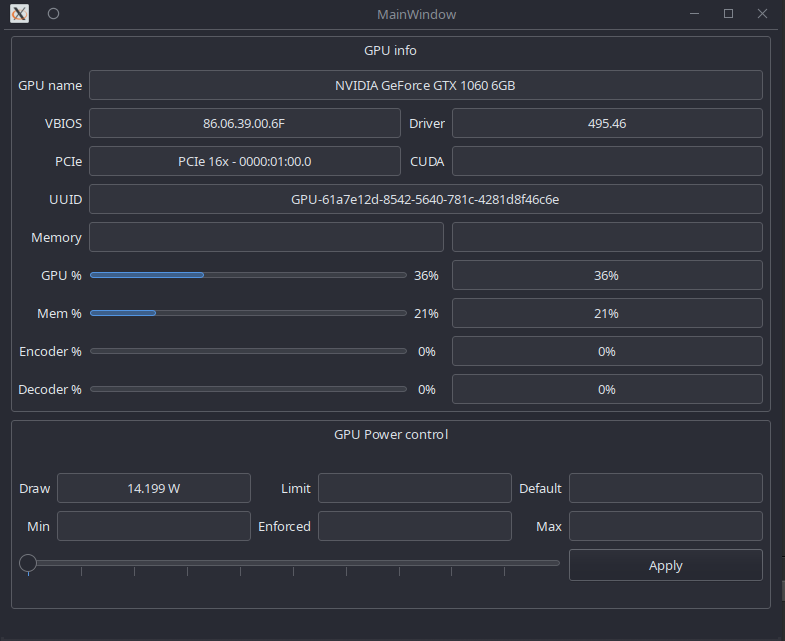 MainWindow
GPU info
GPU name NVIDIA GeForce GTX 1060 6GB
VBIOS 86.06.39.00.6F Driver 495.46
PCIe PCIe 16x - 0000:01:00.0 CUDA
UUID GPU-61a7e12d-8542-5640-781c-4281d8f46c6e
Memory
GPU % 36% 36%
Mem % 21% 21%
Encoder % 0% 0%
Decoder % 0% 0%
GPU Power control
Draw 14.199 W Limit Default
Min Enforced Max
Apply